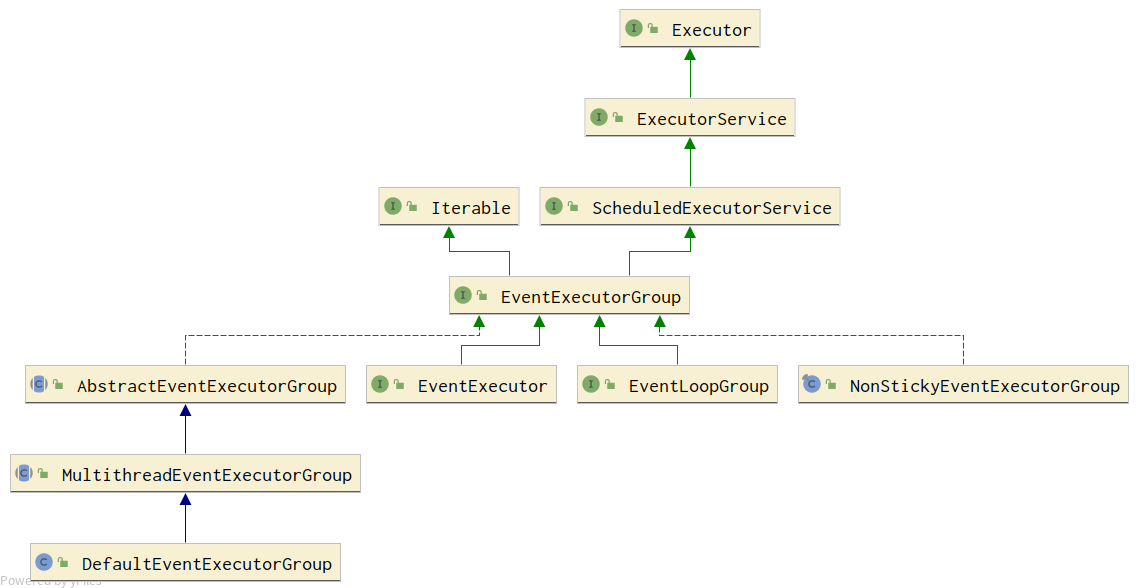 I Executor
I ExecutorService
I Iterable
I ScheduledExecutorService
I EventExecutorGroup
C AbstractEventExecutorGroup
I EventExecutor
I EventLoopGroup
C NonStickyEventExecutorGroup
C MultithreadEventExecutorGroup
C DefaultEventExecutorGroup
Powered by yFiles